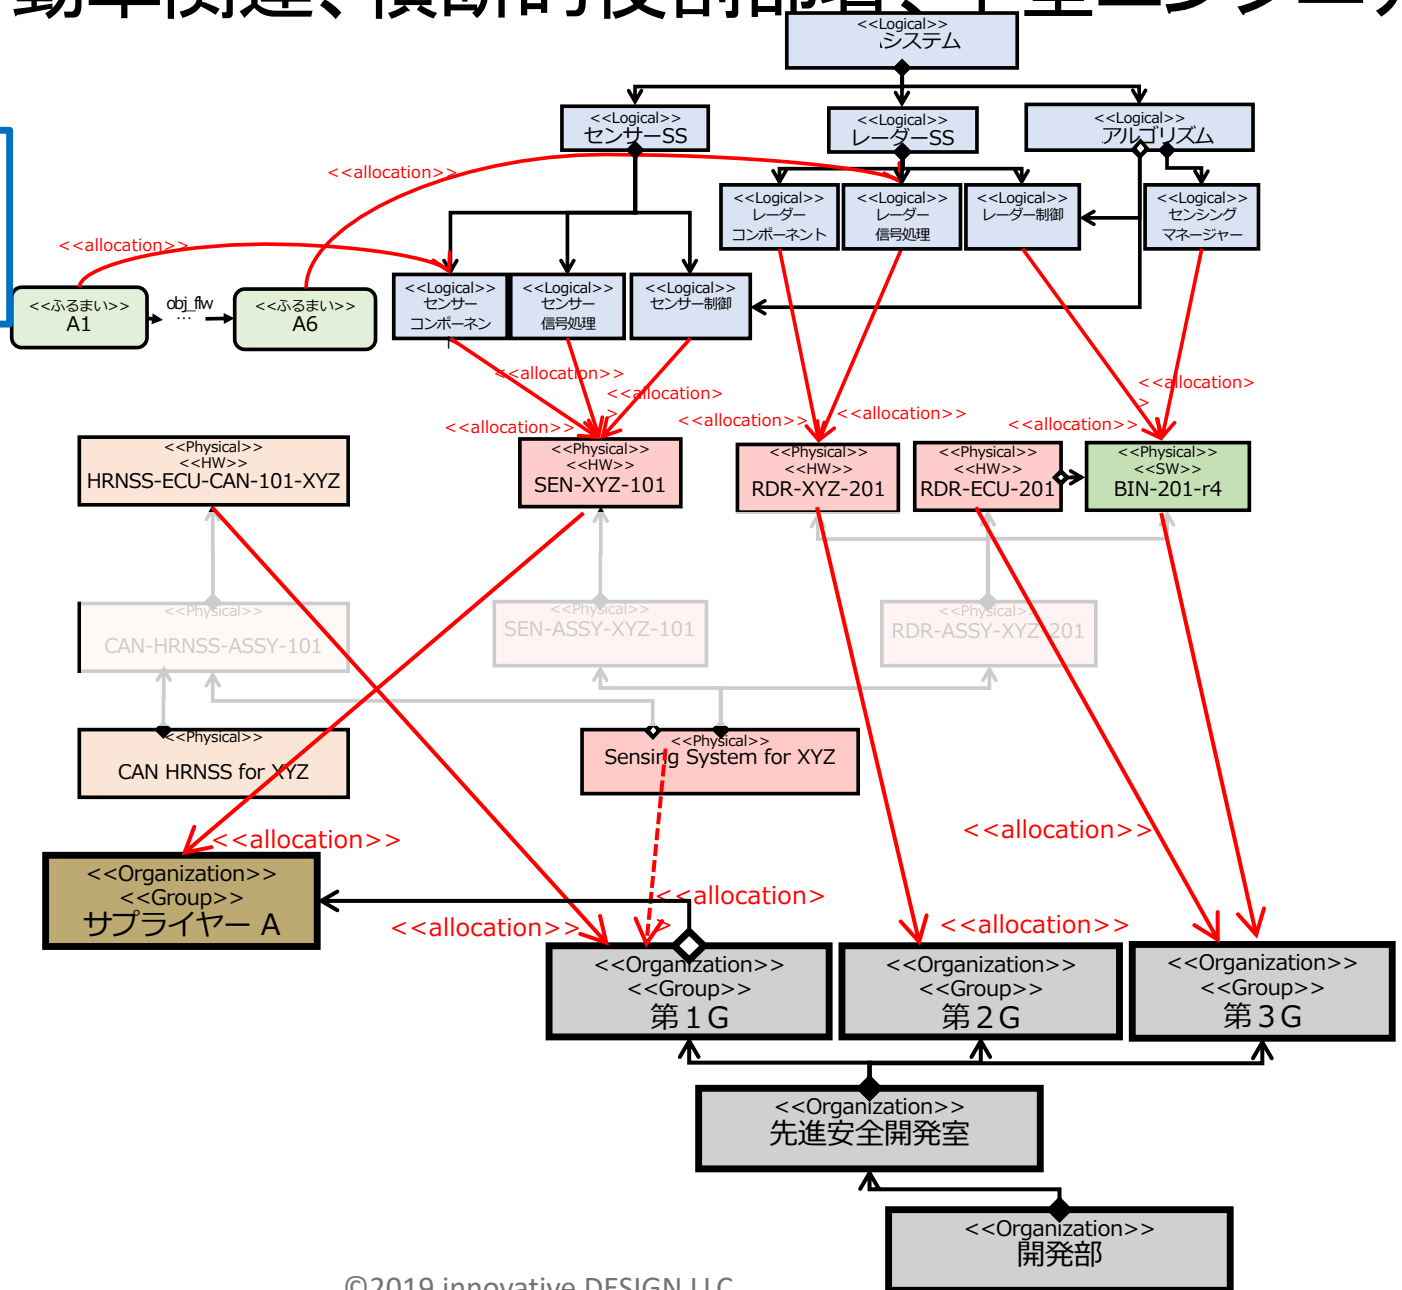 <<Logical>>
システム
<<Logical>>
センサーSS
<<Logical>>
レーダーSS
<<Logical>>
アルゴリズム
<<allocation>>
<<Logical>>
レーダー
コンポーネント
<<Logical>>
レーダー
信号処理
<<Logical>>
レーダー制御
<<Logical>>
センシング
マネージャー
<<allocation>>
<<ふるまい>>
A1
obj_flw
…
<<ふるまい>>
A6
<<Logical>>
センサー
コンポーネン
<<Logical>>
センサー
信号処理
<<Logical>>
センサー制御
<<allocation>>
<<allocation>
>
<<allocation>>
<<allocation>>
<<allocation>>
<<allocation>
>
<<allocation>>
<<Physical>>
<<HW>>
HRNSS-ECU-CAN-101-XYZ
<<Physical>>
<<HW>>
SEN-XYZ-101
<<Physical>>
<<HW>>
RDR-XYZ-201
<<Physical>>
<<HW>>
RDR-ECU-201
<<Physical>>
<<SW>>
BIN-201-r4
<<Physical>>
CAN-HRNSS-ASSY-101
<<Physical>>
SEN-ASSY-XYZ-101
<<Physical>>
RDR-ASSY-XYZ-201
<<Physical>>
CAN HRNSS for XYZ
<<Physical>>
Sensing System for XYZ
<<allocation>>
<<allocation>>
<<Organization>>
<<Group>>
サプライヤー A
<<allocation>
>
<<allocation>>
<<allocation>>
<<Organization>>
<<Group>>
第１G
<<Organization>>
<<Group>>
第２G
<<Organization>>
<<Group>>
第３G
<<Organization>>
先進安全開発室
<<Organization>>
開発部
©2019 innovative DESIGN LLC